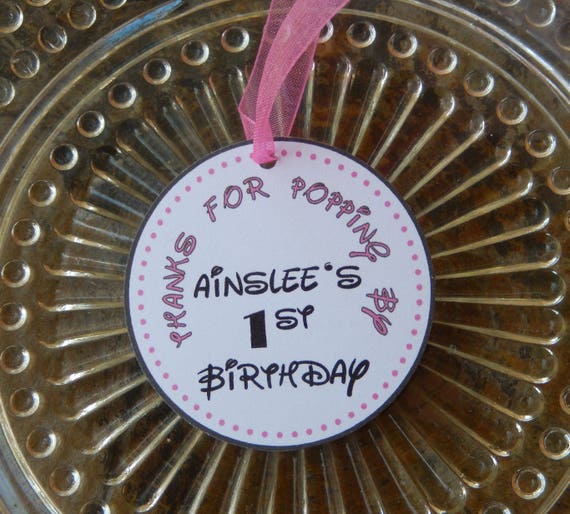 THANKS FOR POPPING BY
AINSLEE'S
1ST
BIRTHDAY